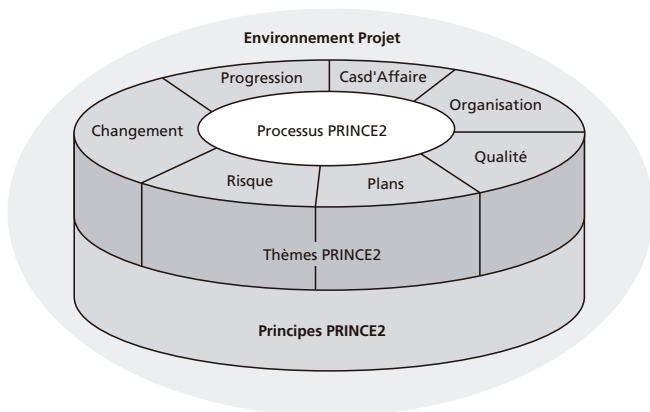 Environnement Projet
Progression
Casd'Affaire
Organisation
Changement
Processus PRINCE2
Qualité
Risque
Plans
Thèmes PRINCE2
Principes PRINCE2